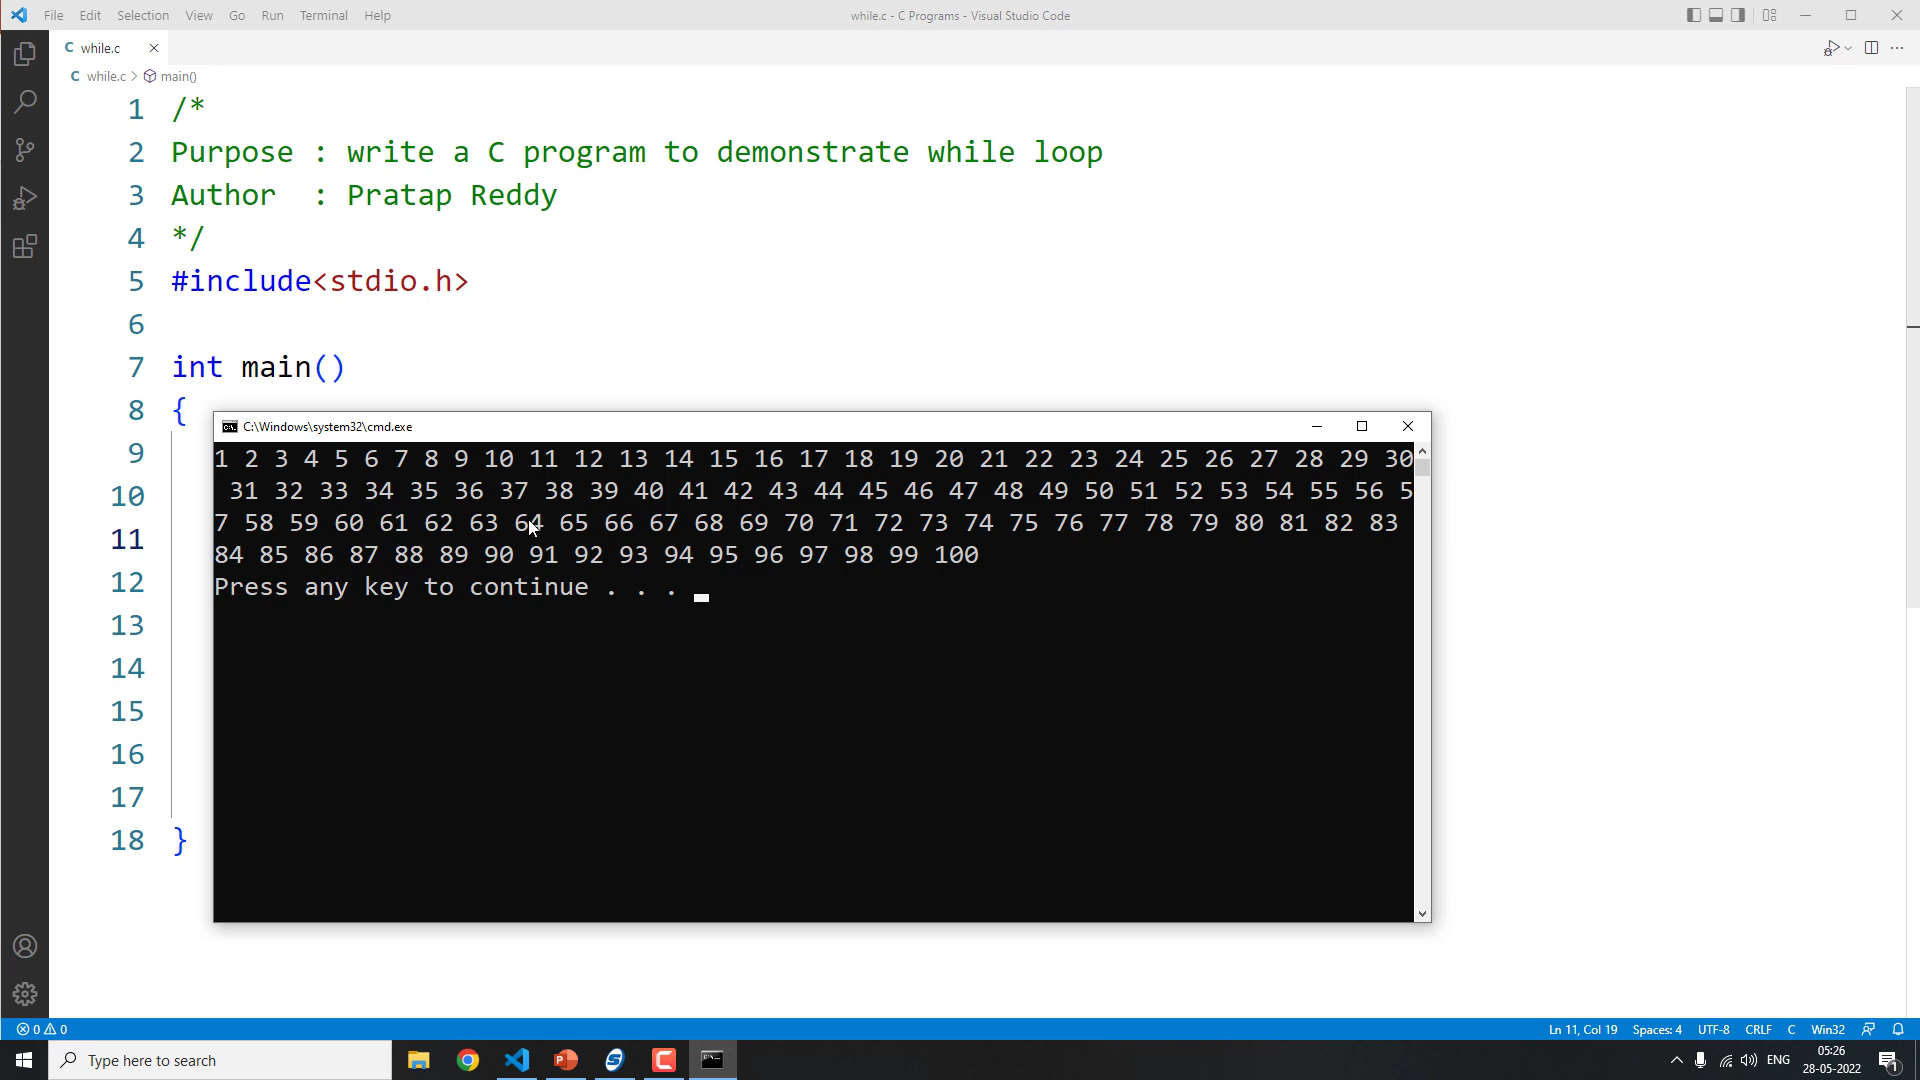 File Edit Selection View Go Run Terminal Help while.c - C Programs - Visual Studio Code
C while.c
C while.c > main()
1 /*
2 Purpose : write a C program to demonstrate while loop
3 Author  : Pratap Reddy
4 */
5 #include<stdio.h>
6
7 int main()
8 {
C:\Windows\system32\cmd.exe
9
10
11
12
13
14
15
16
17
18 }
1 2 3 4 5 6 7 8 9 10 11 12 13 14 15 16 17 18 19 20 21 22 23 24 25 26 27 28 29 30
31 32 33 34 35 36 37 38 39 40 41 42 43 44 45 46 47 48 49 50 51 52 53 54 55 56 5
7 58 59 60 61 62 63 64 65 66 67 68 69 70 71 72 73 74 75 76 77 78 79 80 81 82 83
84 85 86 87 88 89 90 91 92 93 94 95 96 97 98 99 100
Press any key to continue . . .
0 0 Ln 11, Col 19 Spaces: 4 UTF-8 CRLF C Win32
Type here to search ENG 05:26
28-05-2022 1